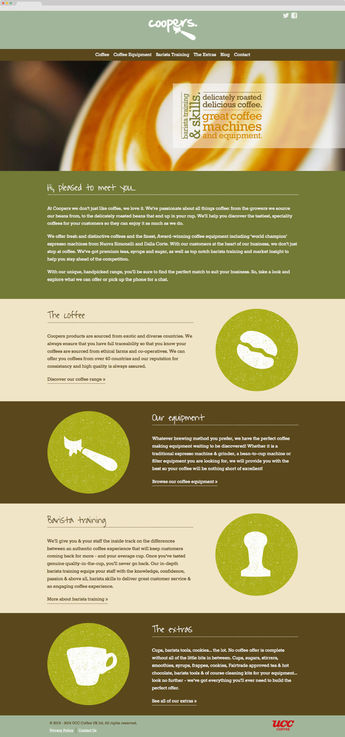 coopers.
Coffee Coffee Equipment Barista Training The Extras Blog Contact
barista training
& skills.
delicately roasted
delicious coffee.
great coffee
machines
and equipment.
Hi, pleased to meet you...
At Coopers we don't just like coffee, we love it. We're passionate about all things coffee: from the growers we source
our beans from, to the delicately roasted beans that end up in your cup. We'll help you discover the tastiest, speciality
coffees for your customers so they can enjoy it as much as we do.
We offer fresh and distinctive coffees and the finest, Award-winning coffee equipment including 'world champion'
espresso machines from Nuova Simonelli and Dalla Corte. With our customers at the heart of our business, we don't just
stop at coffee. We've got premium teas, syrups and sugar, as well as top notch barista training and market insight to
help you stay ahead of the competition.
With our unique, handpicked range, you'll be sure to find the perfect match to suit your business. So, take a look and
explore what we can offer or pick up the phone for a chat.
The coffee
Coopers products are sourced from exotic and diverse countries. We
always ensure that you have full traceability so that you know your
coffees are sourced from ethical farms and co-operatives. We can
offer you coffees from over 40 countries and our reputation for
consistency and high quality is always assured.
Discover our coffee range »
Our equipment
Whatever brewing method you prefer, we have the perfect coffee
making equipment waiting to be discovered! Whether it is a
traditional espresso machine & grinder, a bean-to-cup machine or
filter equipment you are looking for, we will provide you with the
best so your coffee will be nothing short of excellent!
Browse our coffee equipment »
Barista training
We'll give you & your staff the inside track on the differences
between an authentic coffee experience that will keep customers
coming back for more - and your average cup. Once you've tasted
genuine quality-in-the-cup, you'll never go back. Our in-depth
barista training equips your staff with the knowledge, confidence,
passion & above all, barista skills to deliver great customer service &
an engaging coffee experience.
More about barista training »
The extras
Cups, barista tools, cookies... the lot. No coffee offer is complete
without all of the little bits in between. Cups, sugars, stirrers,
smoothies, syrups, frappes, cookies, Fairtrade approved tea & hot
chocolate, barista tools & of course cleaning kits for your equipment...
look no further - we've got everything you'll ever need to build the
perfect offer.
See all of our extras »
UCC Coffee UK ltd. All rights reserved.
Privacy Policy Contact Us
UCC
COFFEE